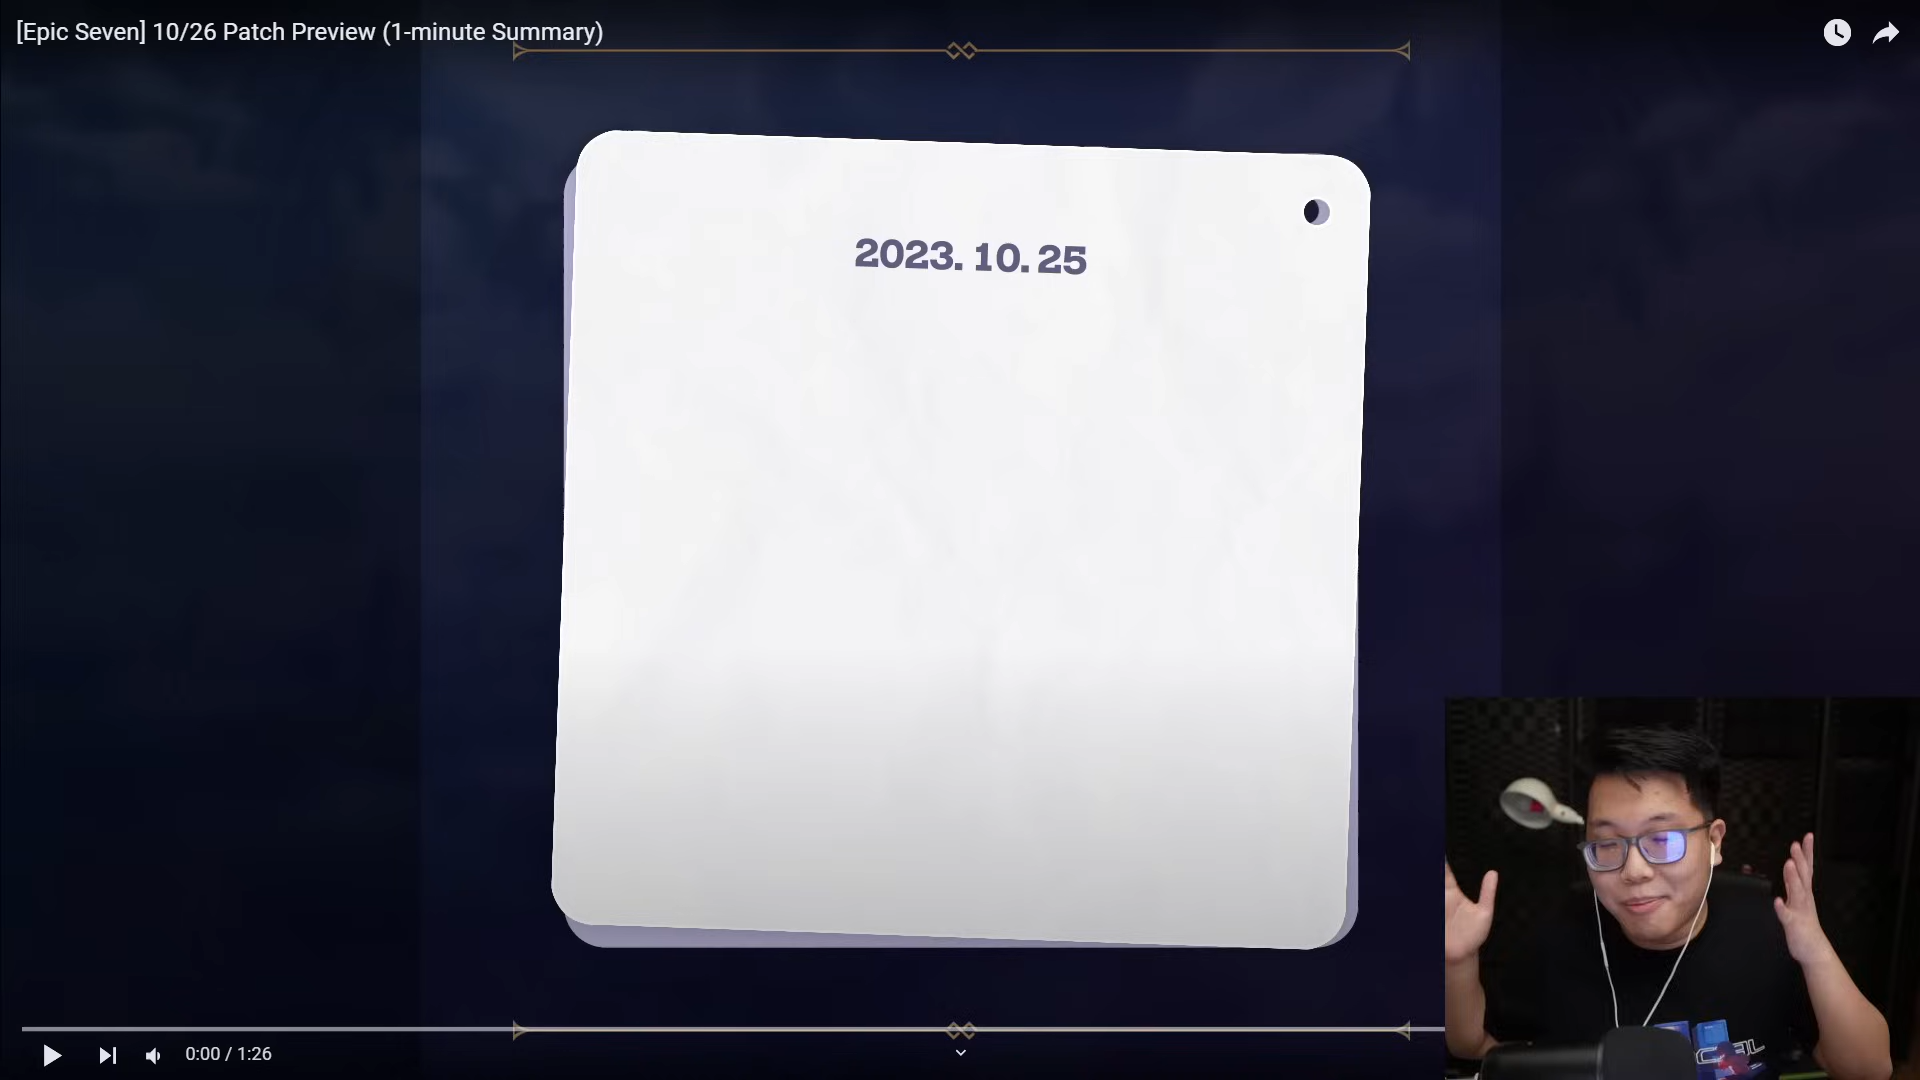 [Epic Seven] 10/26 Patch Preview (1-minute Summary)
2023. 10. 25
0:00 / 1:26